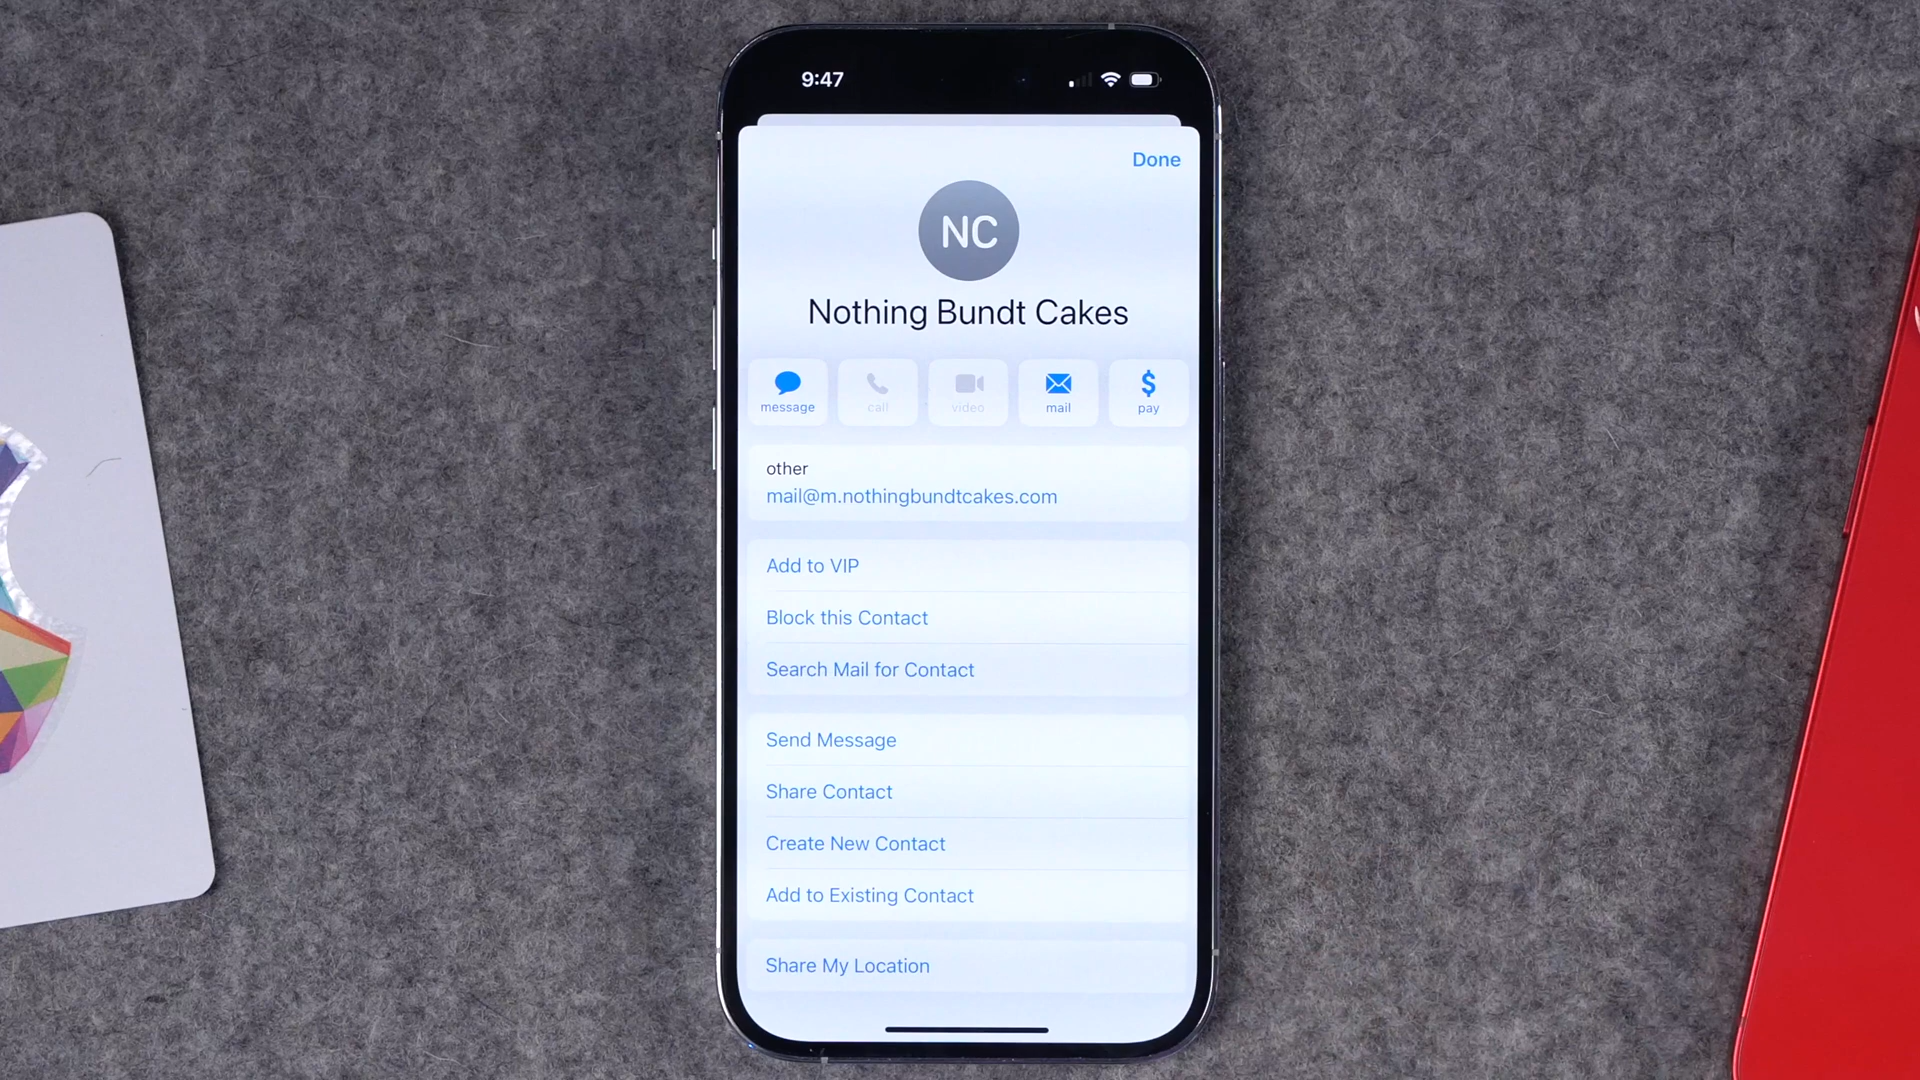 9:47
Done
NC
Nothing Bundt Cakes
message
call
video
mail
pay
other
mail@m.nothingbundtcakes.com
Add to VIP
Block this Contact
Search Mail for Contact
Send Message
Share Contact
Create New Contact
Add to Existing Contact
Share My Location